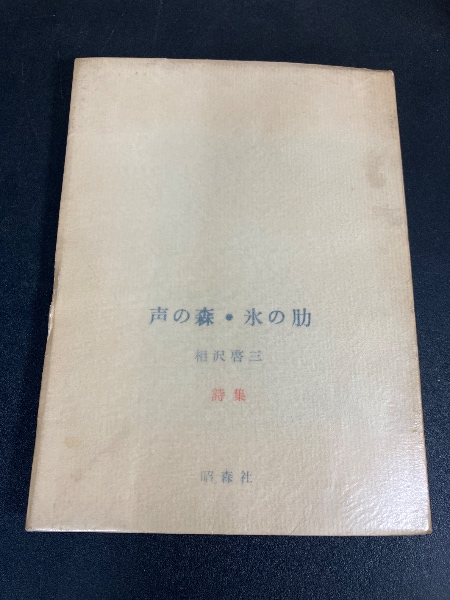 声の森・氷の肋
相沢啓三
詩集
昭森社